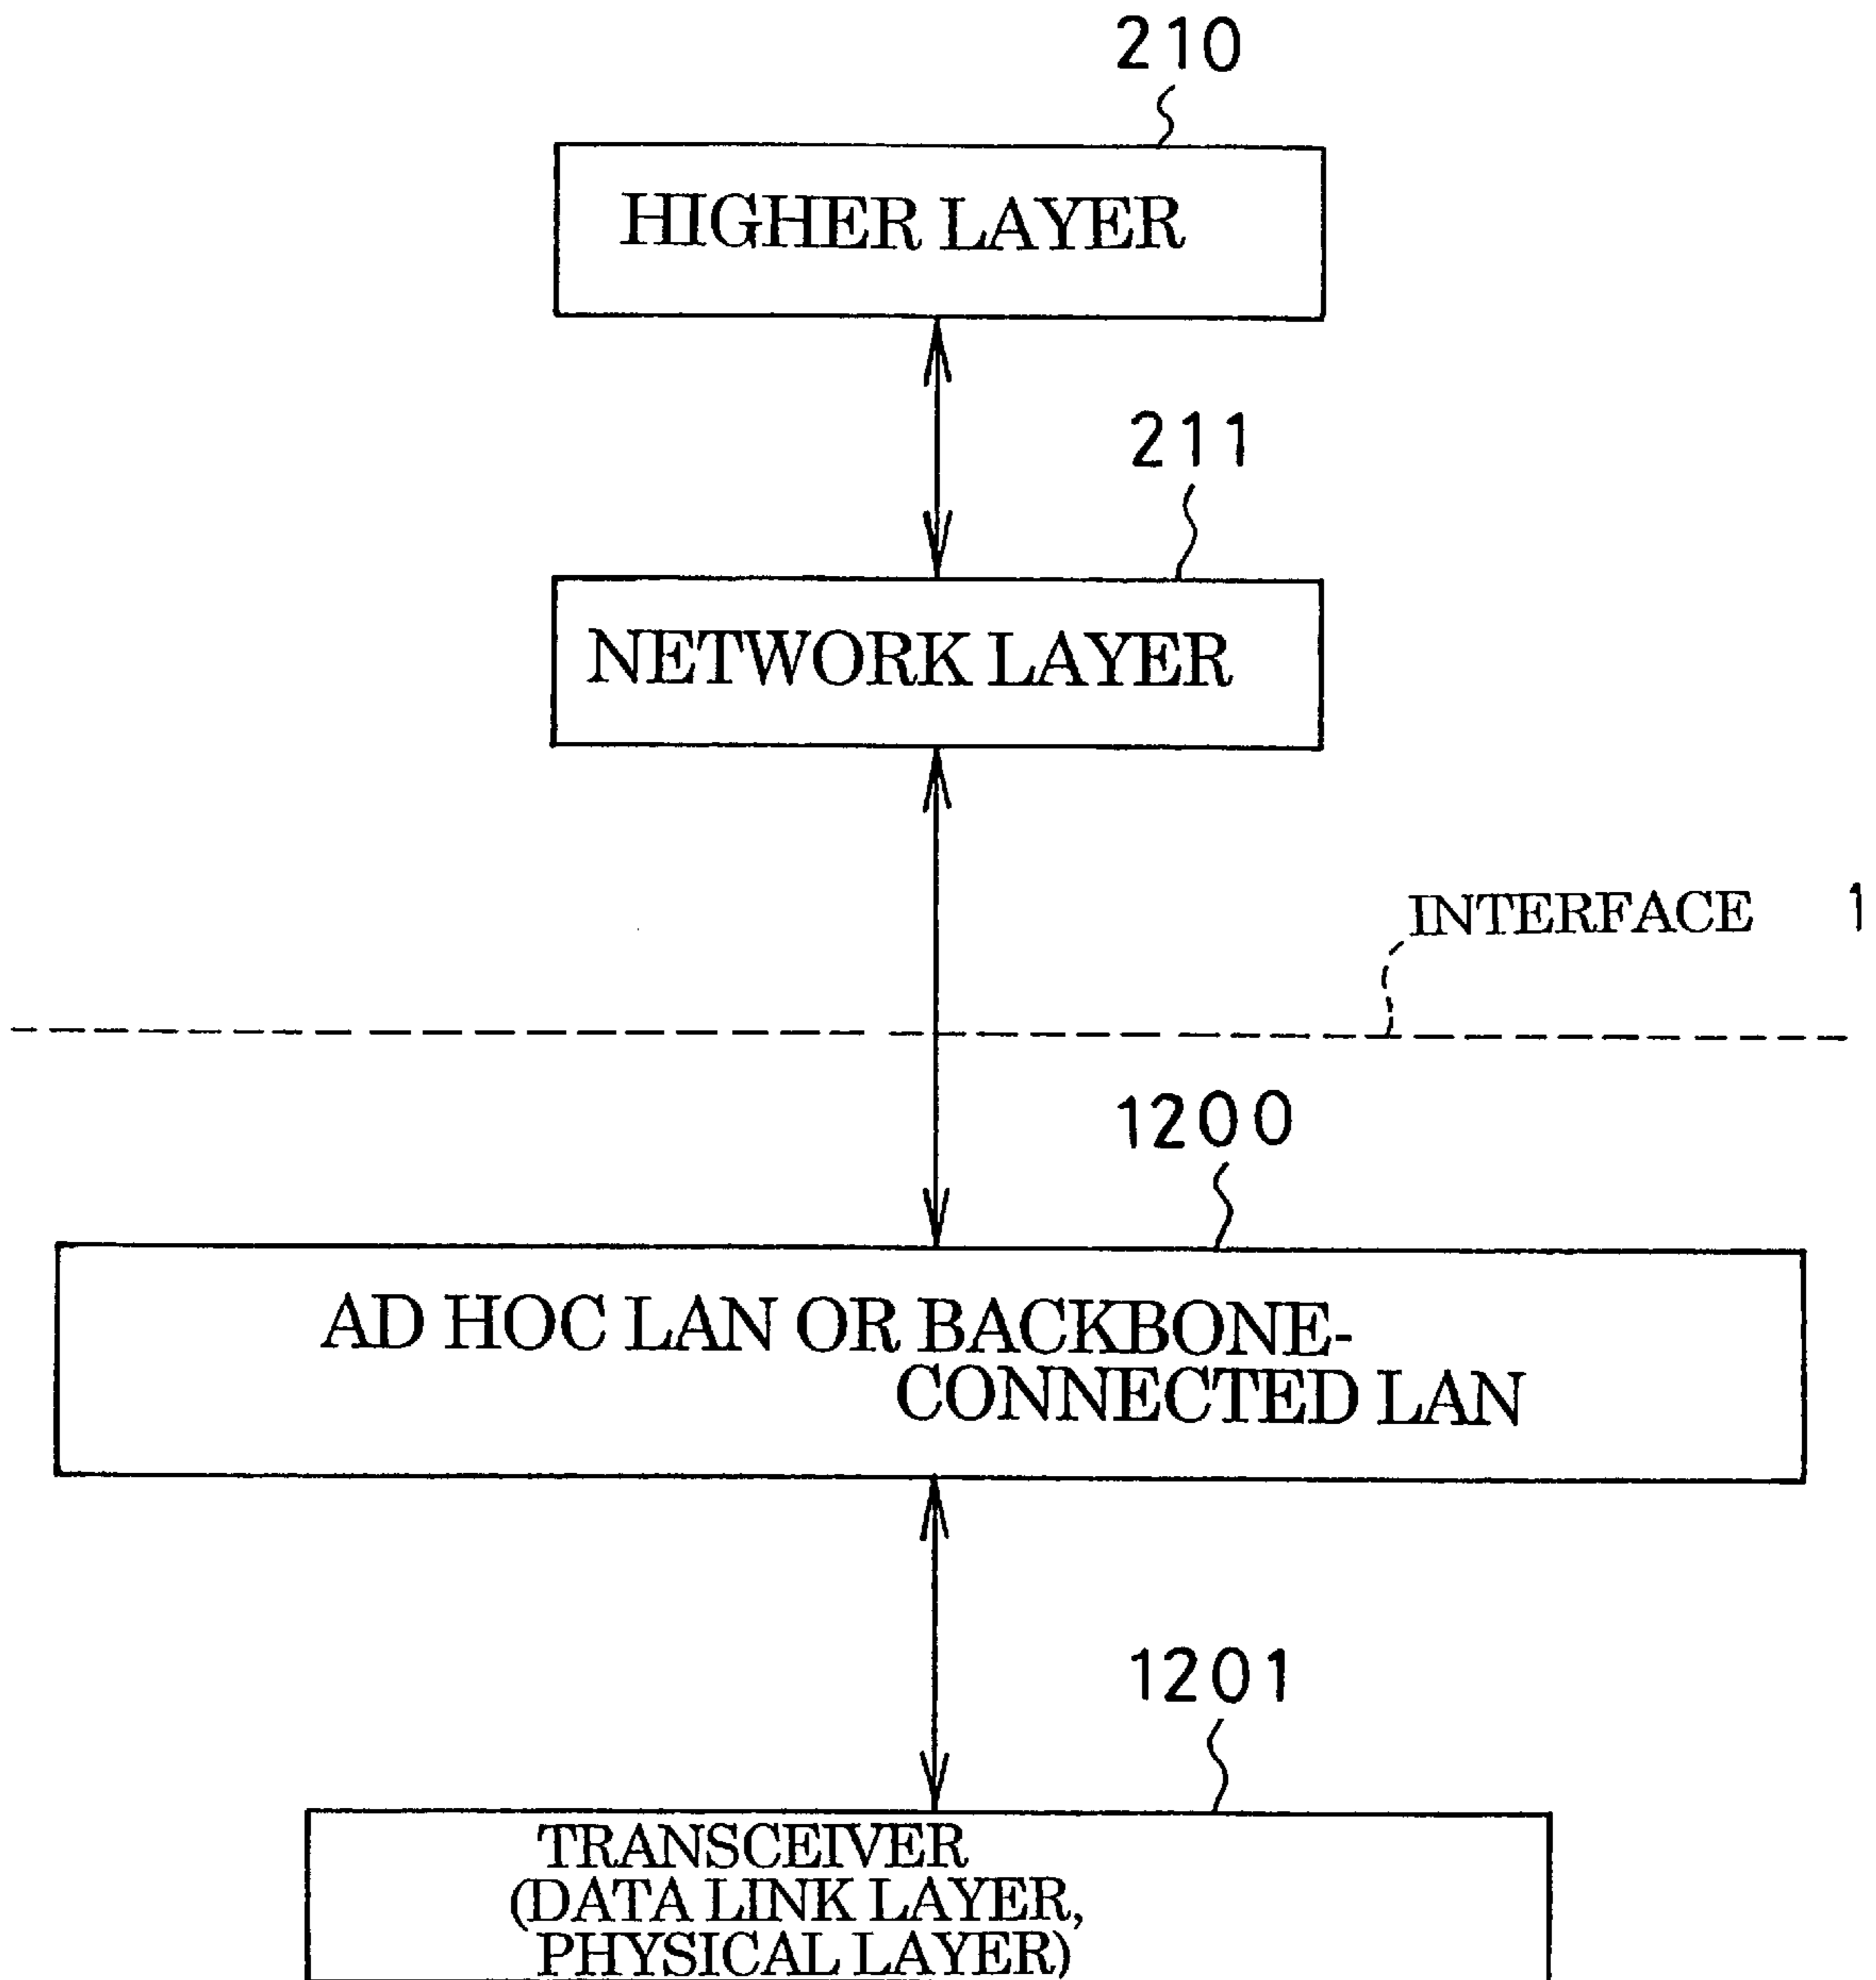 210
HIGHER LAYER
211
NETWORK LAYER
INTERFACE 1
1200
AD HOC LAN OR BACKBONE-
CONNECTED LAN
1201
TRANSCEIVER
(DATA LINK LAYER,
PHYSICAL LAYER)